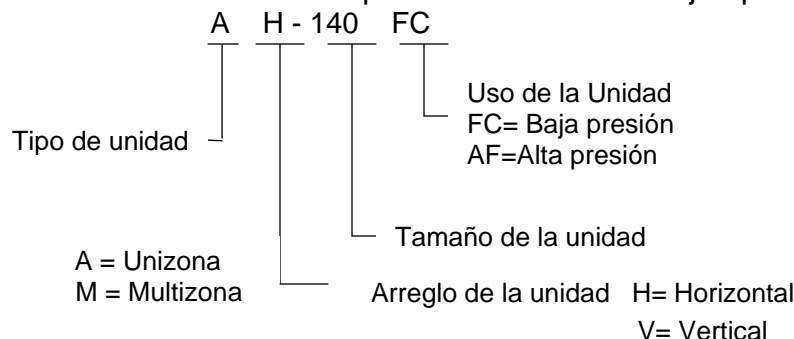 A H - 140 FC
Uso de la Unidad
FC= Baja presión
AF=Alta presión
Tipo de unidad
Tamaño de la unidad
A = Unizona
M = Multizona
Arreglo de la unidad H= Horizontal
V= Vertical